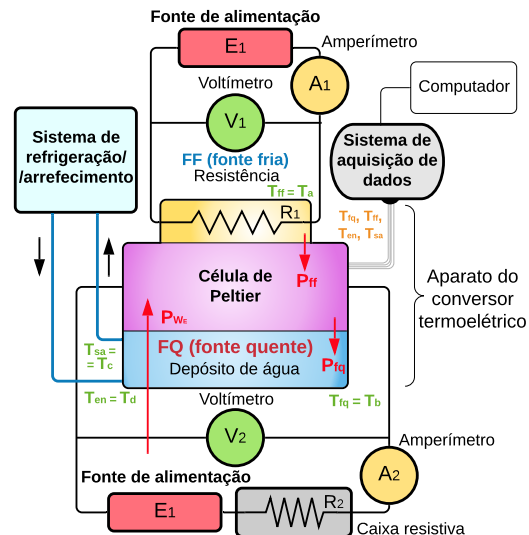 Fonte de alimentação
E1
Amperímetro
A1
Voltímetro
V1
Computador
Sistema de
refrigeração/
/arrefecimento
Sistema de
aquisição de
dados
FF (fonte fria)
Resistência
Tff = Ta
R1
Tfq, Tff,
Ten, Tsa
Célula de
Peltier
Pff
Aparato do
conversor
termoelétrico
PWE
FQ (fonte quente)
Depósito de água
Pfq
Tsa =
= Tc
Ten = Td
Tfq = Tb
Voltímetro
V2
Amperímetro
A2
Fonte de alimentação
E1
R2
Caixa resistiva